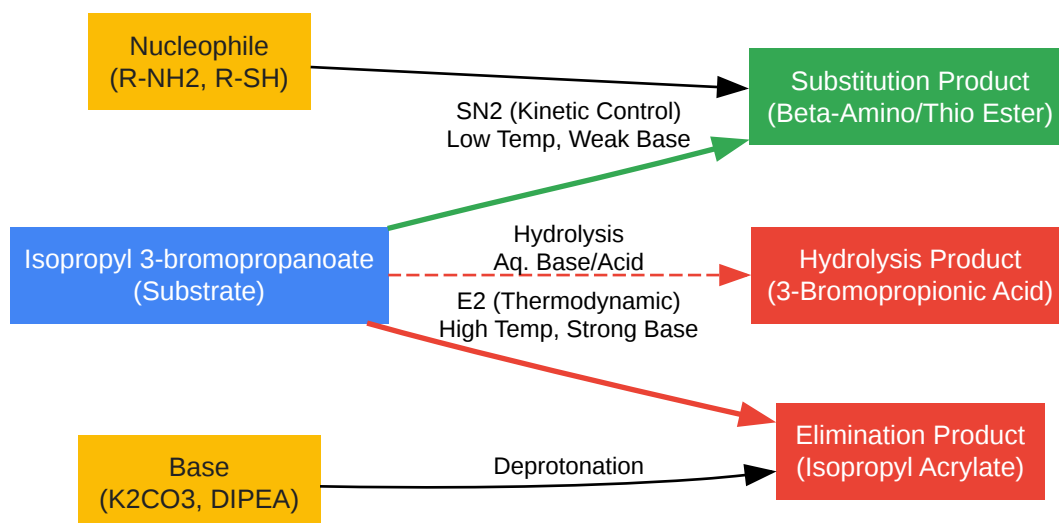 Nucleophile
(R-NH2, R-SH)
Substitution Product
(Beta-Amino/Thio Ester)
SN2 (Kinetic Control)
Low Temp, Weak Base
Isopropyl 3-bromopropanoate
(Substrate)
Hydrolysis
Aq. Base/Acid
Hydrolysis Product
(3-Bromopropionic Acid)
E2 (Thermodynamic)
High Temp, Strong Base
Elimination Product
(Isopropyl Acrylate)
Base
(K2CO3, DIPEA)
Deprotonation